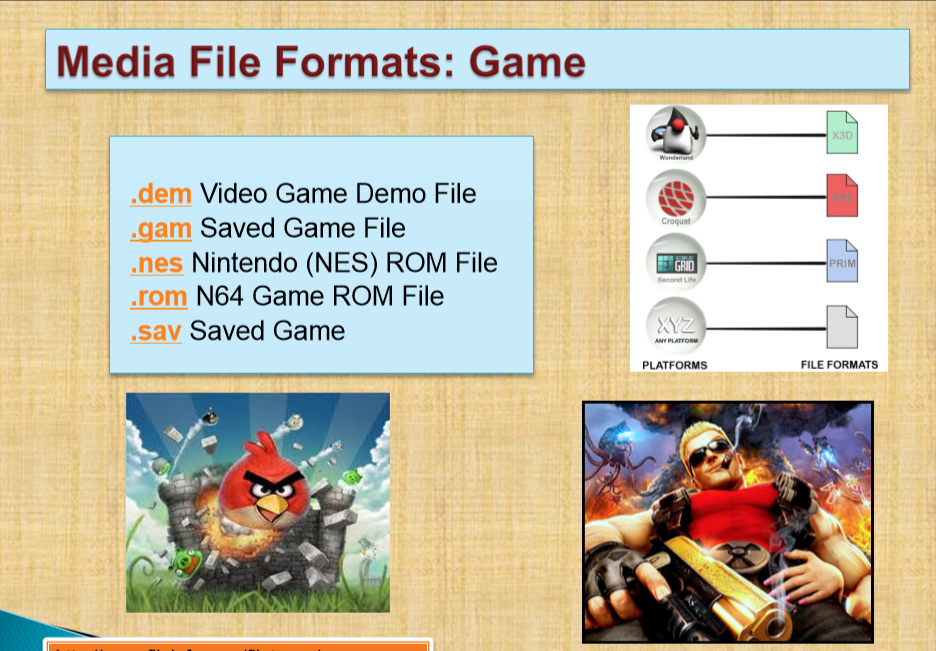 Media File Formats: Game
.dem Video Game Demo File
.gam Saved Game File
.nes Nintendo (NES) ROM File
.rom N64 Game ROM File
.sav Saved Game
Wonderland
X3D
Croquet
GRID
Second Life
PRIM
XYZ
ANY PLATFORM
PLATFORMS
FILE FORMATS